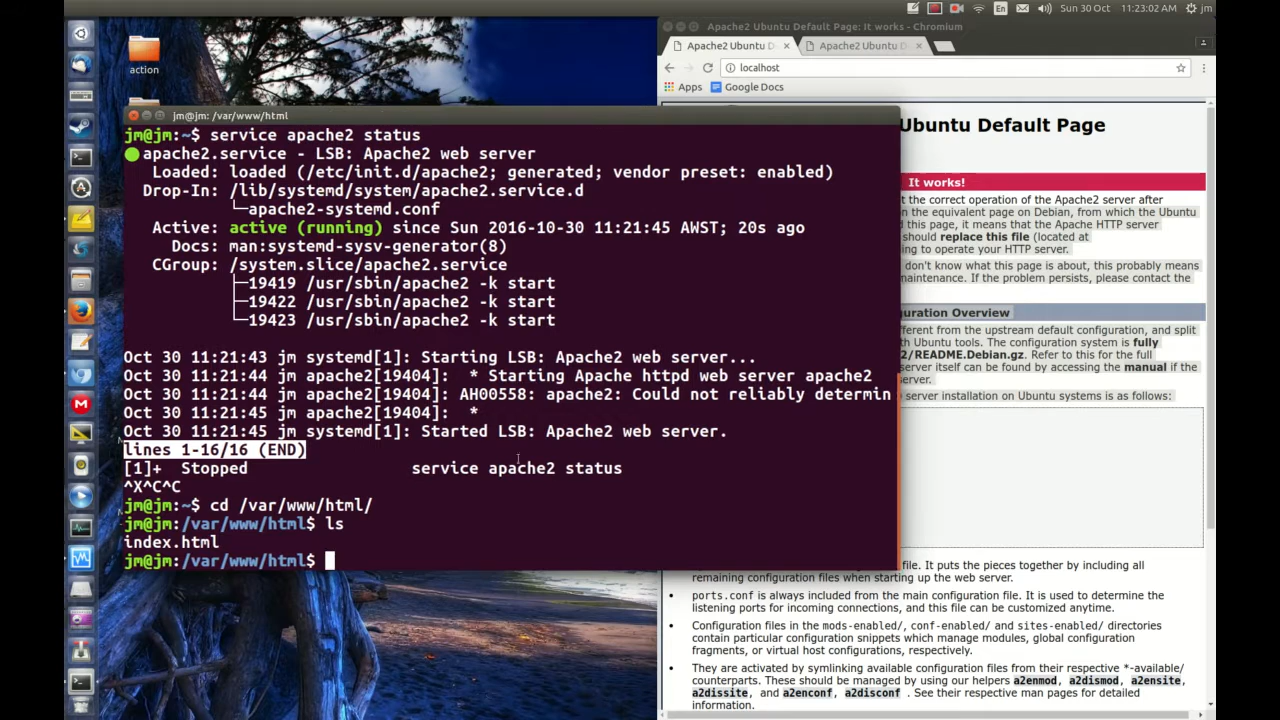 Apache2 Ubuntu Default Page: It works - Chromium
En
Sun 30 Oct
11:23:02 AM
jm
action
Apache2 Ubuntu D
Apache2 Ubuntu D
localhost
Apps
Google Docs
jm@jm: /var/www/html
jm@jm:~$ service apache2 status
apache2.service - LSB: Apache2 web server
Loaded: loaded (/etc/init.d/apache2; generated; vendor preset: enabled)
Drop-In: /lib/systemd/system/apache2.service.d
└─apache2-systemd.conf
Active: active (running) since Sun 2016-10-30 11:21:45 AWST; 20s ago
Docs: man:systemd-sysv-generator(8)
CGroup: /system.slice/apache2.service
├─19419 /usr/sbin/apache2 -k start
├─19422 /usr/sbin/apache2 -k start
└─19423 /usr/sbin/apache2 -k start
Oct 30 11:21:43 jm systemd[1]: Starting LSB: Apache2 web server...
Oct 30 11:21:44 jm apache2[19404]:  * Starting Apache httpd web server apache2
Oct 30 11:21:44 jm apache2[19404]: AH00558: apache2: Could not reliably determin
Oct 30 11:21:45 jm apache2[19404]:  *
Oct 30 11:21:45 jm systemd[1]: Started LSB: Apache2 web server.
lines 1-16/16 (END)
[1]+  Stopped                 service apache2 status
^X^C^C
jm@jm:~$ cd /var/www/html/
jm@jm:/var/www/html$ ls
index.html
jm@jm:/var/www/html$
Ubuntu Default Page
It works!
t the correct operation of the Apache2 server after
n the equivalent page on Debian, from which the Ubuntu
d this page, it means that the Apache HTTP server
should replace this file (located at
ng to operate your HTTP server.
don't know what this page is about, this probably means
maintenance. If the problem persists, please contact the
guration Overview
fferent from the upstream default configuration, and split
th Ubuntu tools. The configuration system is fully
2/README.Debian.gz. Refer to this for the full
server itself can be found by accessing the manual if the
server.
server installation on Ubuntu systems is as follows:
file. It puts the pieces together by including all
remaining configuration files when starting up the web server.
• ports.conf is always included from the main configuration file. It is used to determine the
listening ports for incoming connections, and this file can be customized anytime.
• Configuration files in the mods-enabled/, conf-enabled/ and sites-enabled/ directories
contain particular configuration snippets which manage modules, global configuration
fragments, or virtual host configurations, respectively.
• They are activated by symlinking available configuration files from their respective *-available/
counterparts. These should be managed by using our helpers a2enmod, a2dismod, a2ensite,
a2dissite, and a2enconf, a2disconf . See their respective man pages for detailed
information.